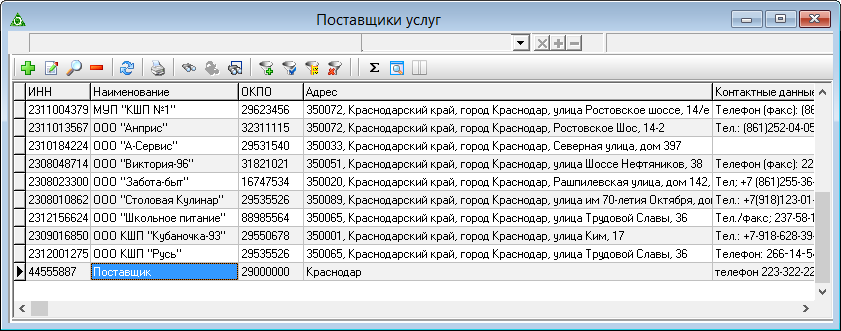 Поставщики услуг
Σ
ИНН Наименование ОКПО Адрес Контактные данные
2311004379 МУП "КШП №1" 29623456 350072, Краснодарский край, город Краснодар, улица Ростовское шоссе, 14/е Телефон (факс): (86
2311013567 ООО "Анприс" 32311115 350072, Краснодарский край, город Краснодар, Ростовское Шос, 14-2 Тел.: (861)252-04-05
2310184224 ООО "А-Сервис" 29531540 350033, Краснодарский край, город Краснодар, Северная улица, дом 397
2308048714 ООО "Виктория-96" 31821021 350051, Краснодарский край, город Краснодар, улица Шоссе Нефтяников, 38 Телефон (факс): 22
2308023300 ООО "Забота-быт" 16747534 350020, Краснодарский край, город Краснодар, Рашпилевская улица, дом 142, Тел; +7 (861)255-36-
2308010862 ООО "Столовая Кулинар" 29535526 350089, Краснодарский край, город Краснодар, улица им 70-летия Октября, до Тел.: +7(918)123-01-
2312156624 ООО "Школьное питание" 88985564 350065, Краснодарский край, город Краснодар, улица Трудовой Славы, 36 Тел./Факс; 237-58-1
2309016850 ООО КШП "Кубаночка-93" 29550678 350001, Краснодарский край, город Краснодар, улица Ким, 17 Тел.: +7-918-628-39-
2312001275 ООО КШП "Русь" 29535526 350065, Краснодарский край, город Краснодар, улица Трудовой Славы, 36 Телефон: 266-14-54
44555887 Поставщик 29000000 Краснодар телефон 223-322-22